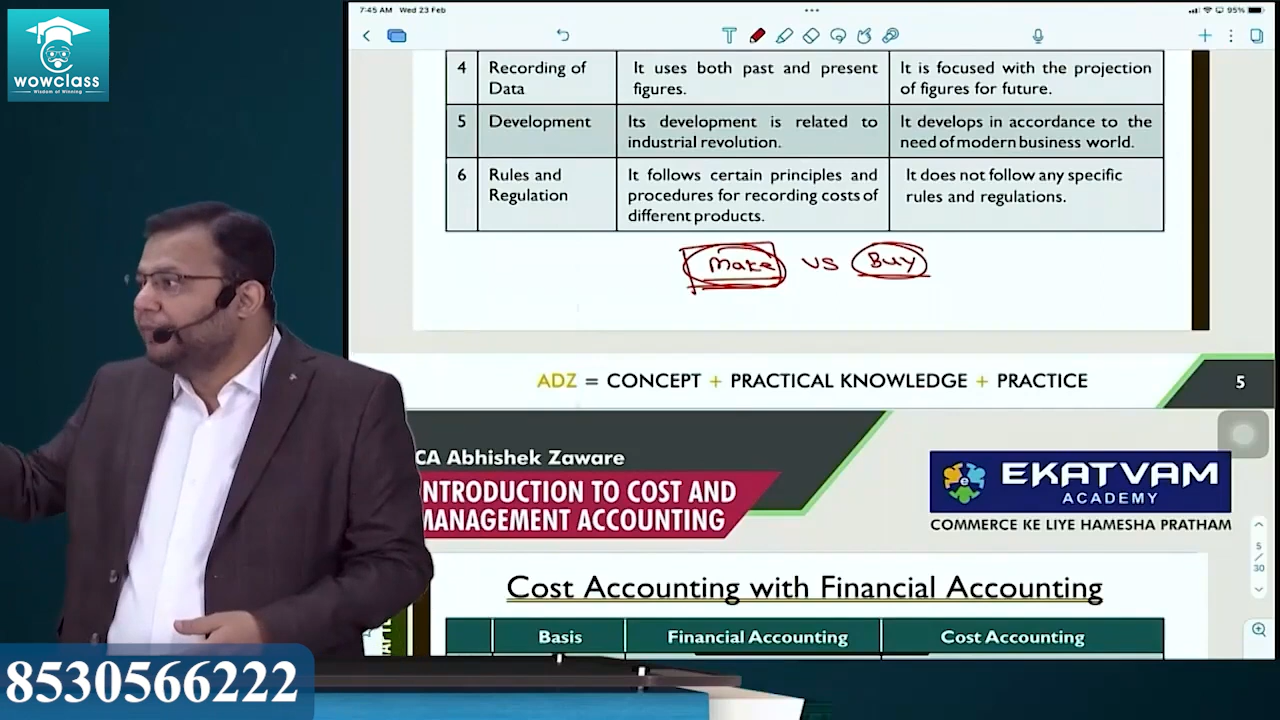 7:45 AM Wed 23 Feb
95%
wowclass
Wisdom of Winning
4 Recording of Data It uses both past and present figures. It is focused with the projection of figures for future.
5 Development Its development is related to industrial revolution. It develops in accordance to the need of modern business world.
6 Rules and Regulation It follows certain principles and procedures for recording costs of different products. It does not follow any specific rules and regulations.
Make vs Buy
ADZ = CONCEPT + PRACTICAL KNOWLEDGE + PRACTICE
5
CA Abhishek Zaware
NTRODUCTION TO COST AND
MANAGEMENT ACCOUNTING
EKATVAM
ACADEMY
COMMERCE KE LIYE HAMESHA PRATHAM
5
/
30
Cost Accounting with Financial Accounting
Basis Financial Accounting Cost Accounting
8530566222